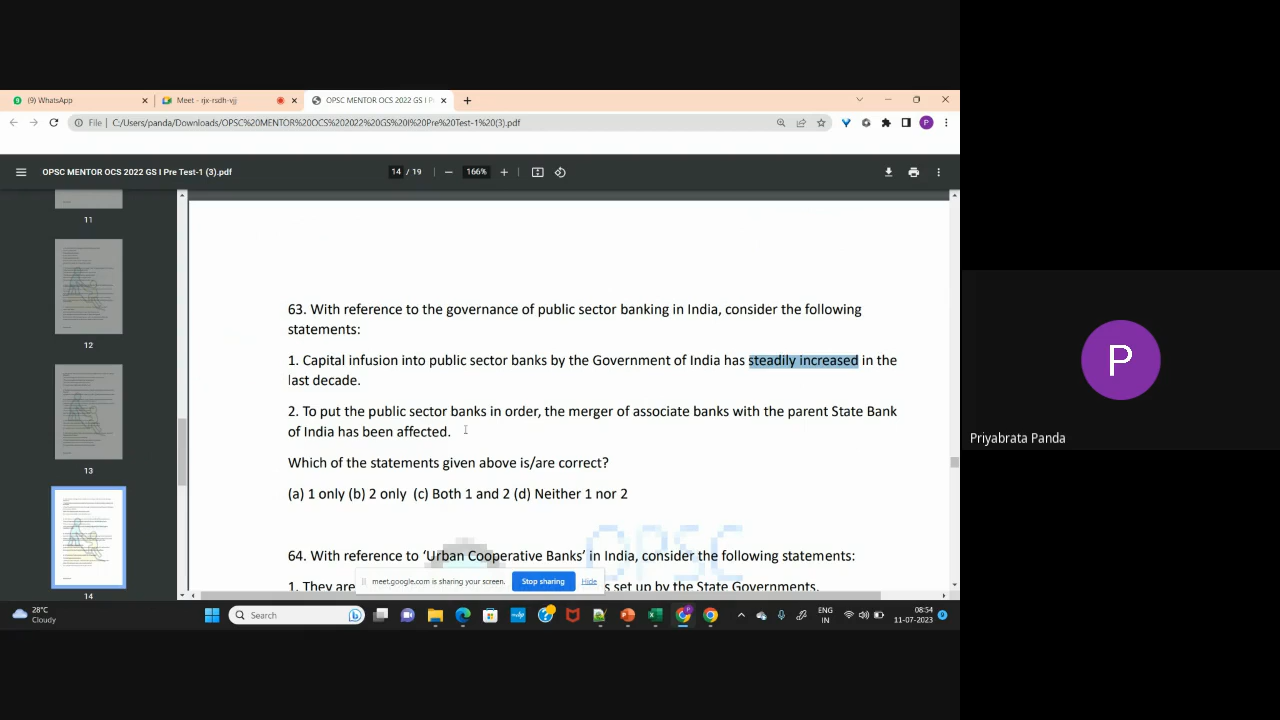 (9) WhatsApp
Meet - rjx-rsdh-vjj
OPSC MENTOR OCS 2022 GS I P
File
C:/Users/panda/Downloads/OPSC%20MENTOR%20OCS%202022%20GS%20I%20Pre%20Test-1%20(3).pdf
P
OPSC MENTOR OCS 2022 GS I Pre Test-1 (3).pdf
14 / 19
166%
11
12
13
14
63. With reference to the governance of public sector banking in India, consider the following
statements:
1. Capital infusion into public sector banks by the Government of India has steadily increased in the
last decade.
2. To put the public sector banks in order, the merger of associate banks with the parent State Bank
of India has been affected.
Which of the statements given above is/are correct?
(a) 1 only (b) 2 only (c) Both 1 and 2 (d) Neither 1 nor 2
OPSC
64. With reference to 'Urban Cooperative Banks' in India, consider the following statements:
1. They are
s set up by the State Governments.
meet.google.com is sharing your screen.
Stop sharing
Hide
28°C
Cloudy
Search
ENG
IN
08:54
11-07-2023
P
Priyabrata Panda